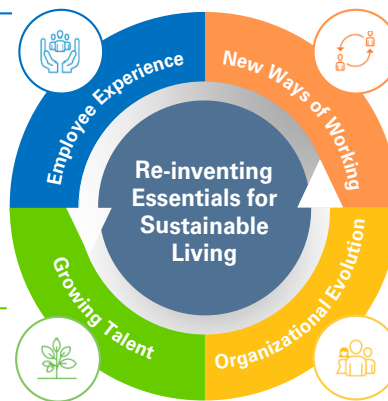 Employee Experience
New Ways of Working
Re-inventing
Essentials for
Sustainable
Living
Growing Talent
Organizational Evolution